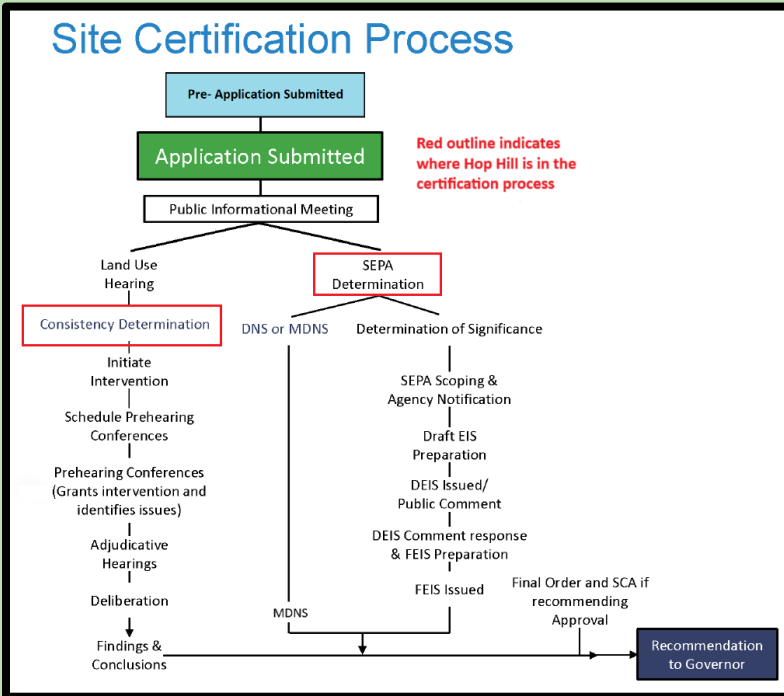 Site Certification Process
Pre- Application Submitted
Application Submitted
Red outline indicates
where Hop Hill is in the
certification process
Public Informational Meeting
Land Use
Hearing
SEPA
Determination
Consistency Determination
DNS or MDNS
Determination of Significance
Initiate
Intervention
SEPA Scoping &
Agency Notification
Schedule Prehearing
Conferences
Draft EIS
Preparation
Prehearing Conferences
(Grants intervention and
identifies issues)
DEIS Issued/
Public Comment
Adjudicative
Hearings
DEIS Comment response
& FEIS Preparation
Deliberation
FEIS Issued
Final Order and SCA if
recommending
Approval
MDNS
Findings &
Conclusions
Recommendation
to Governor